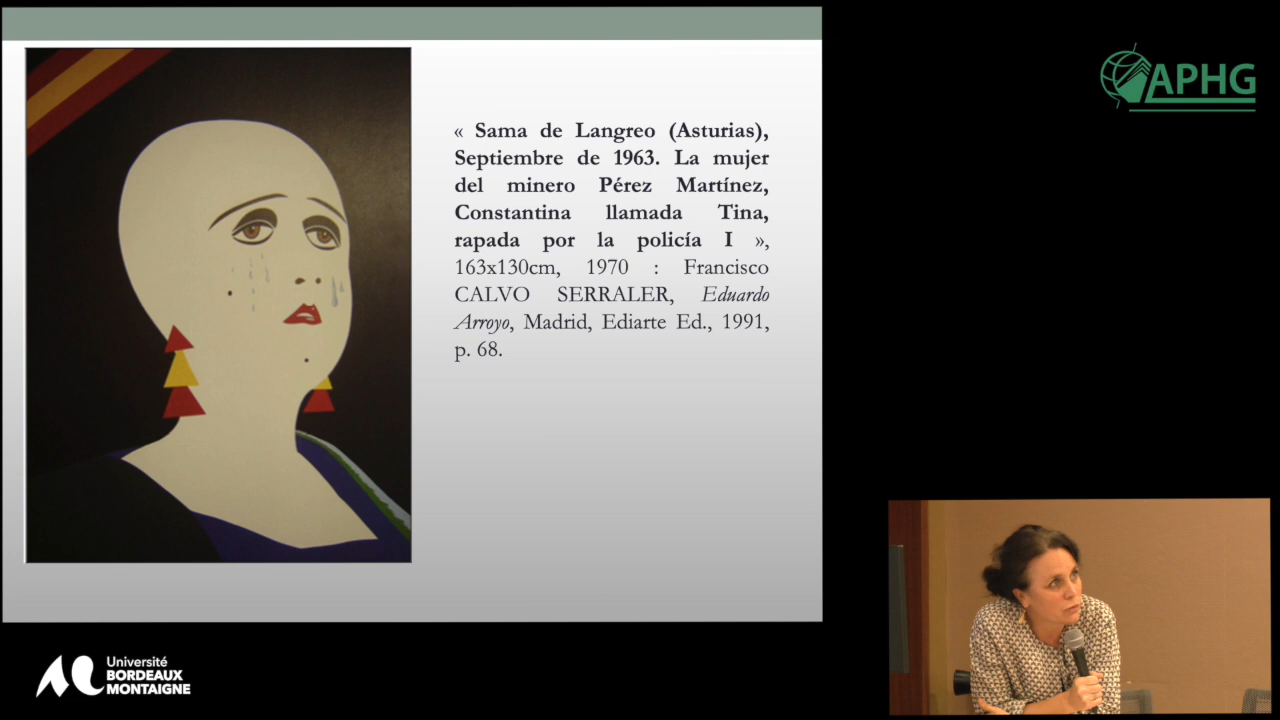 « Sama de Langreo (Asturias),
Septiembre de 1963. La mujer
del minero Pérez Martínez,
Constantina llamada Tina,
rapada por la policía I »,
163x130cm, 1970 : Francisco
CALVO SERRALER, Eduardo
Arroyo, Madrid, Ediarte Ed., 1991,
p. 68.
APHG
Université
BORDEAUX
MONTAIGNE